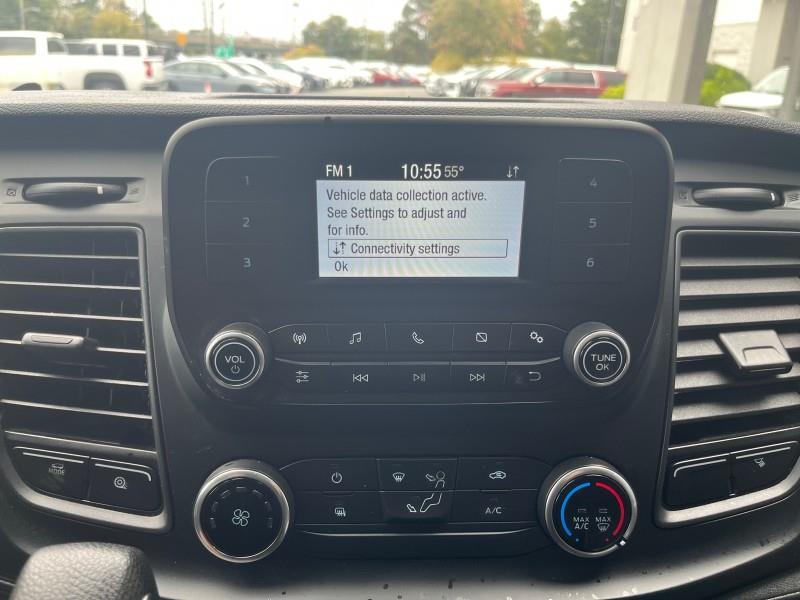 FM 1 10:55 55°
Vehicle data collection active.
See Settings to adjust and
for info.
Connectivity settings
Ok
1
2
3
4
5
6
VOL
TUNE
OK
MODE
A/C
MAX
A/C
MAX